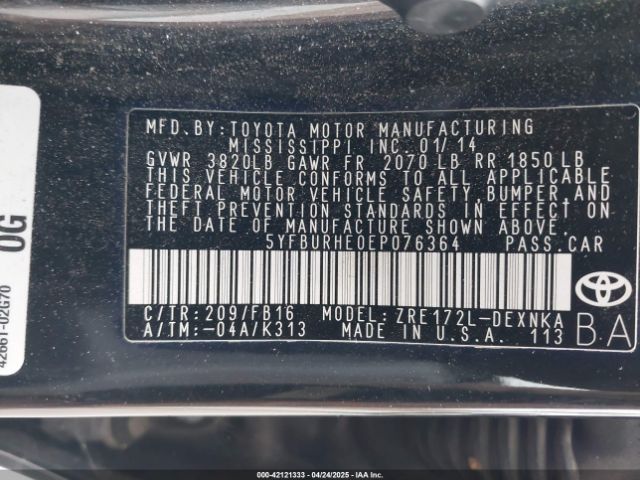 MFD. BY: TOYOTA MOTOR MANUFACTURING
MISSISSIPPI INC. 01/14
GVWR 3820LB GAWR FR 2070 LB RR 1850 LB
THIS VEHICLE CONFORMS TO ALL APPLICABLE
FEDERAL MOTOR VEHICLE SAFETY, BUMPER, AND
THEFT PREVENTION STANDARDS IN EFFECT ON
THE DATE OF MANUFACTURE SHOWN ABOVE.
5YFBURHE0EP076364 PASS. CAR
C/TR: 209/FB16 MODEL: ZRE172L-DEXNKA
A/TM: -04A/K313 MADE IN U.S.A. 113
BA
0G
42661-02G70
000-42121333 - 04/24/2025 - IAAI, Inc.